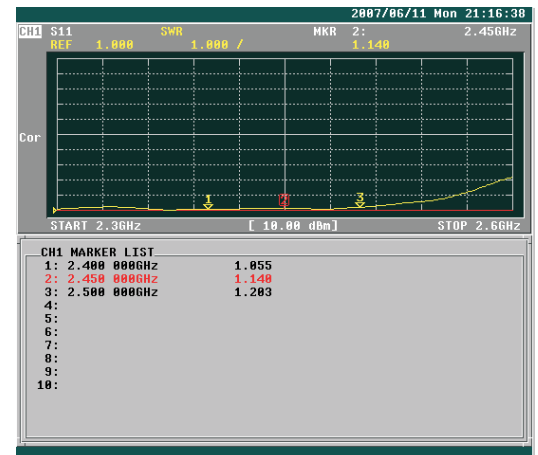 2007/06/11 Mon 21:16:38
CH1 S11 SWR MKR 2: 2.45GHz
REF 1.000 1.000 / 1.140
Cor
1 2 3
START 2.3GHz [ 10.00 dBm] STOP 2.6GHz
CH1 MARKER LIST
1: 2.400 000GHz 1.055
2: 2.450 000GHz 1.140
3: 2.500 000GHz 1.203
4:
5:
6:
7:
8:
9:
10: